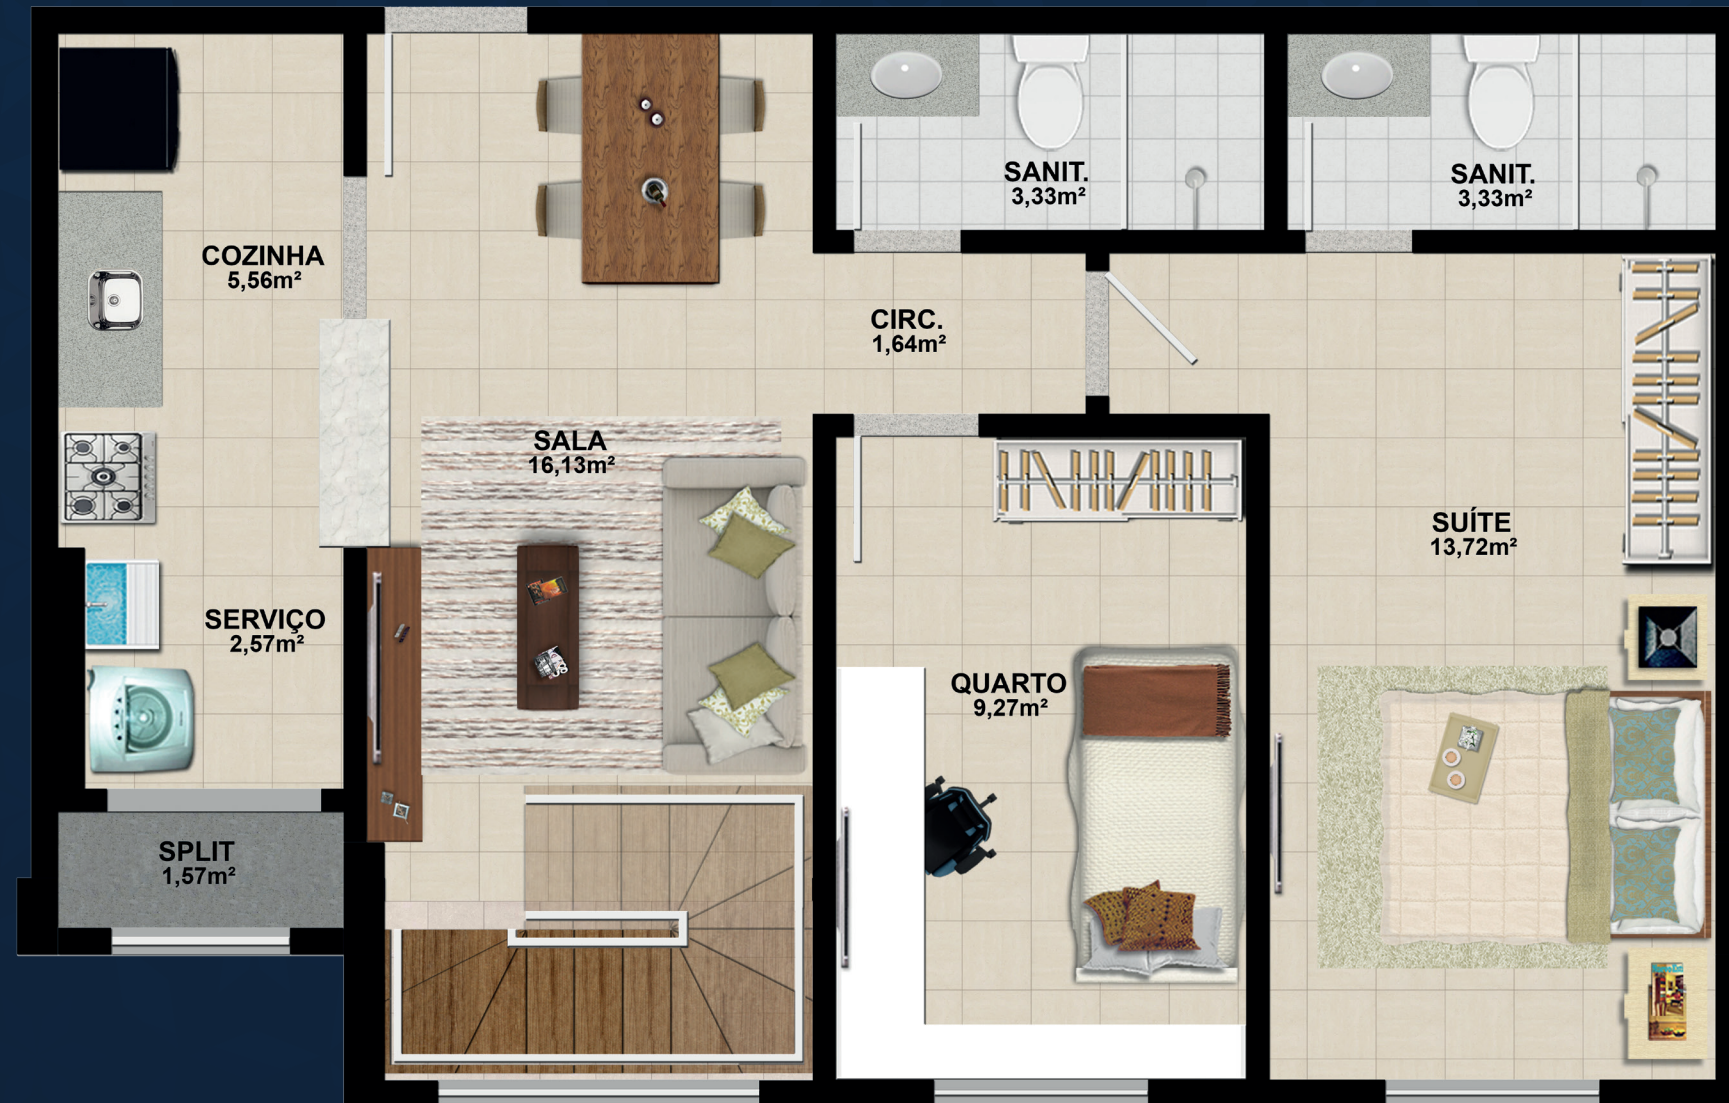 SANIT.
3,33m²
SANIT.
3,33m²
COZINHA
5,56m²
CIRC.
1,64m²
SALA
16,13m²
SUÍTE
13,72m²
SERVIÇO
2,57m²
QUARTO
9,27m²
SPLIT
1,57m²